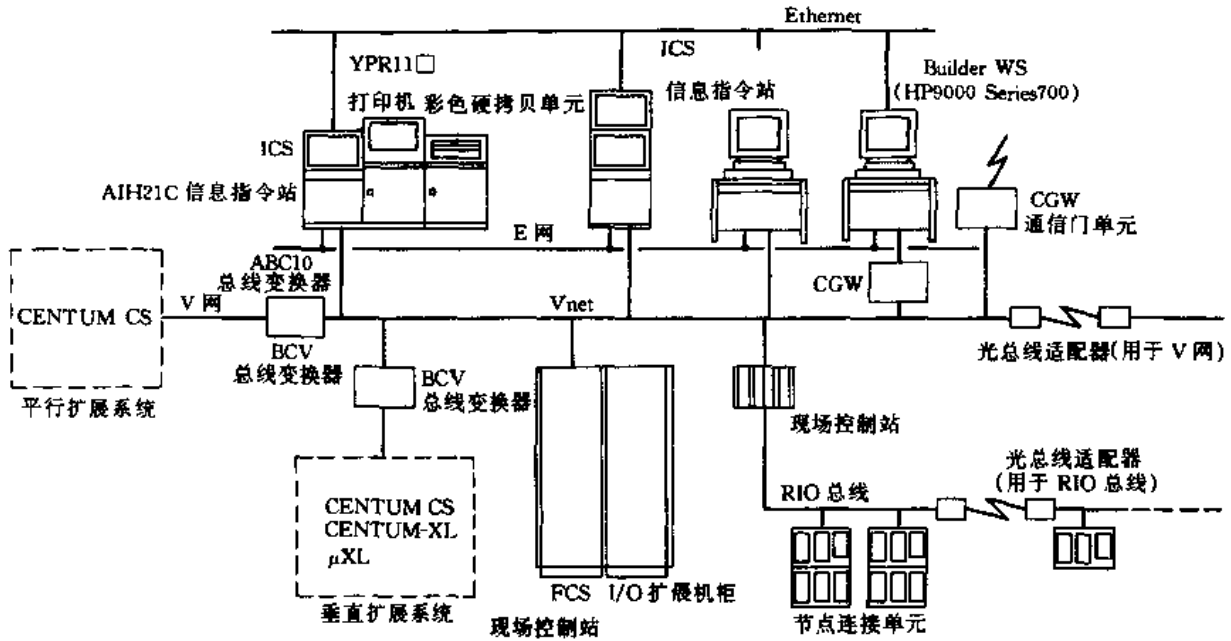 Ethernet
ICS
YPR11□
打印机 彩色硬拷贝单元
信息指令站
Builder WS
(HP9000 Series700)
ICS
AIH21C 信息指令站
CGW
通信门单元
E 网
ABC10
总线变换器
CGW
V 网
Vnet
CENTUM CS
BCV
总线变换器
光总线适配器(用于 V 网)
平行扩展系统
BCV
总线变换器
现场控制站
光总线适配器
(用于 RIO 总线)
RIO 总线
CENTUM CS
CENTUM-XL
μXL
FCS I/O 扩展机柜
垂直扩展系统
现场控制站
节点连接单元